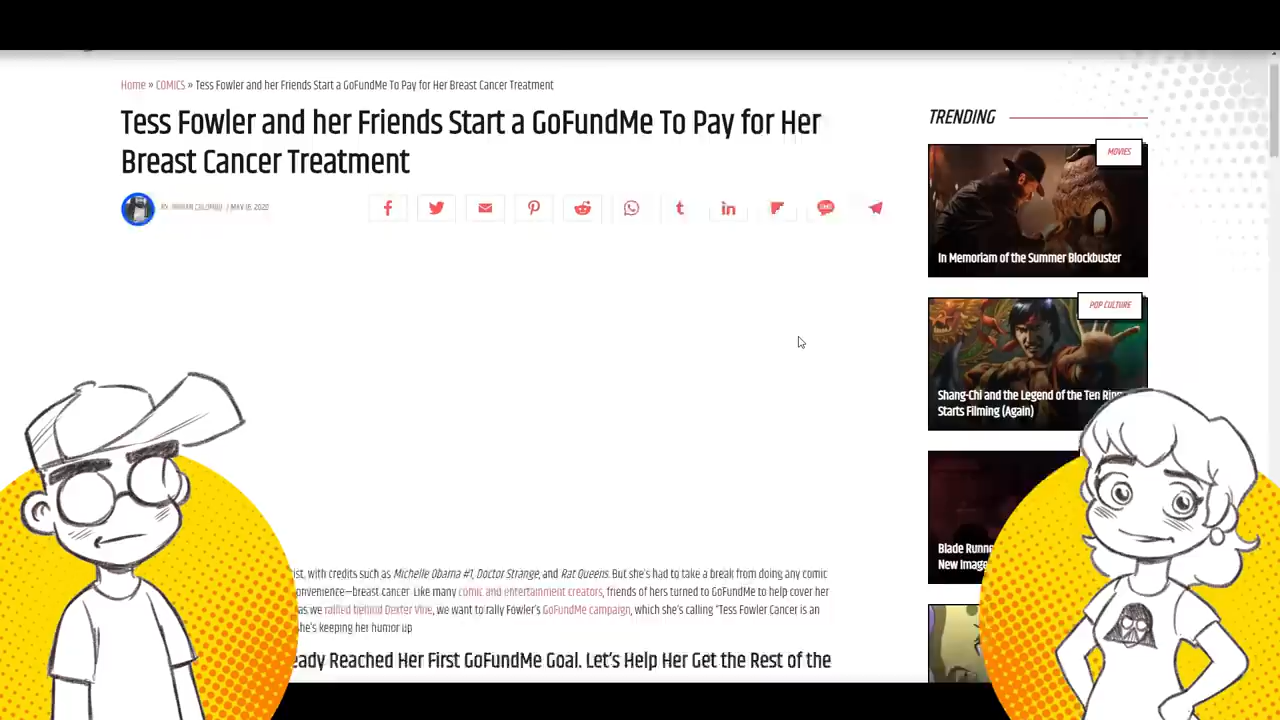 Home » COMICS » Tess Fowler and her Friends Start a GoFundMe To Pay for Her Breast Cancer Treatment
Tess Fowler and her Friends Start a GoFundMe To Pay for Her
Breast Cancer Treatment
BY | MAY 18, 2020
TRENDING
MOVIES
In Memoriam of the Summer Blockbuster
POP CULTURE
Shang-Chi and the Legend of the Ten Rin
Starts Filming (Again)
Blade Runne
New Image
ist, with credits such as Michelle Obama #1, Doctor Strange, and Rat Queens. But she's had to take a break from doing any comic
onvenience—breast cancer. Like many comic and entertainment creators, friends of hers turned to GoFundMe to help cover her
as we rallied behind Dexter Vine, we want to rally Fowler's GoFundMe campaign, which she's calling "Tess Fowler Cancer is an
she's keeping her humor up
eady Reached Her First GoFundMe Goal. Let's Help Her Get the Rest of the